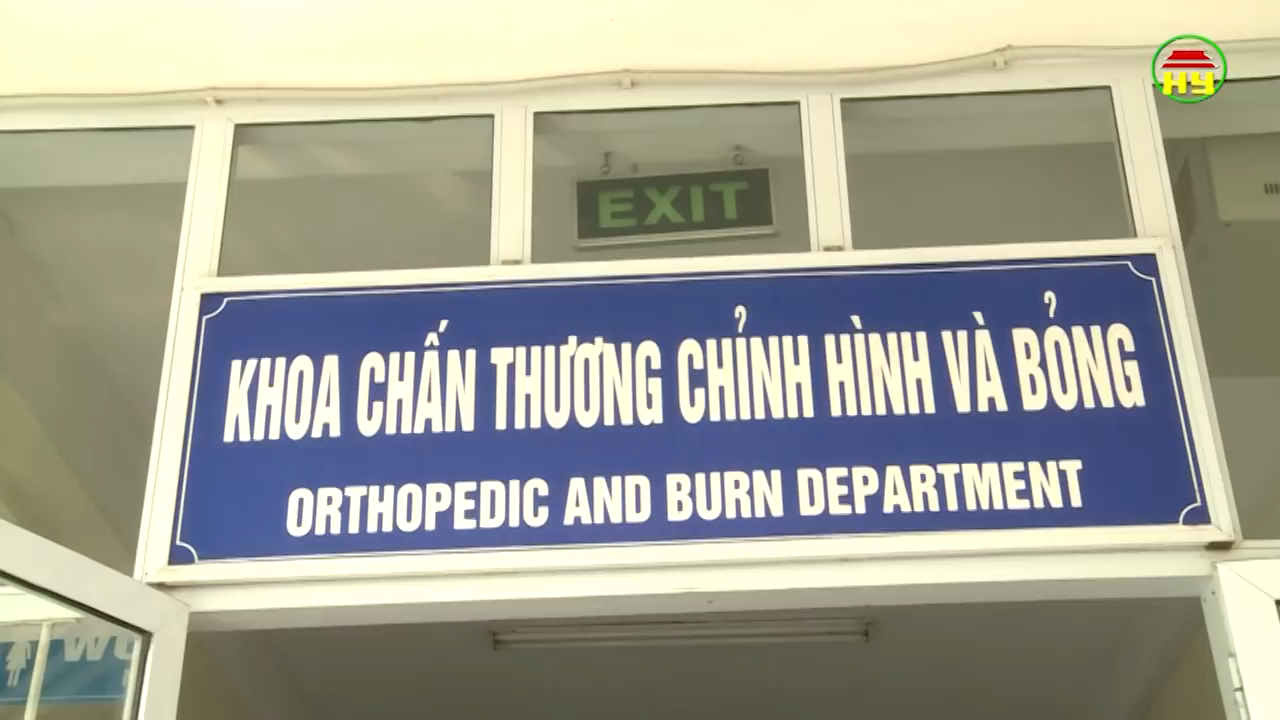 HY
EXIT
KHOA CHẤN THƯƠNG CHỈNH HÌNH VÀ BỎNG
ORTHOPEDIC AND BURN DEPARTMENT